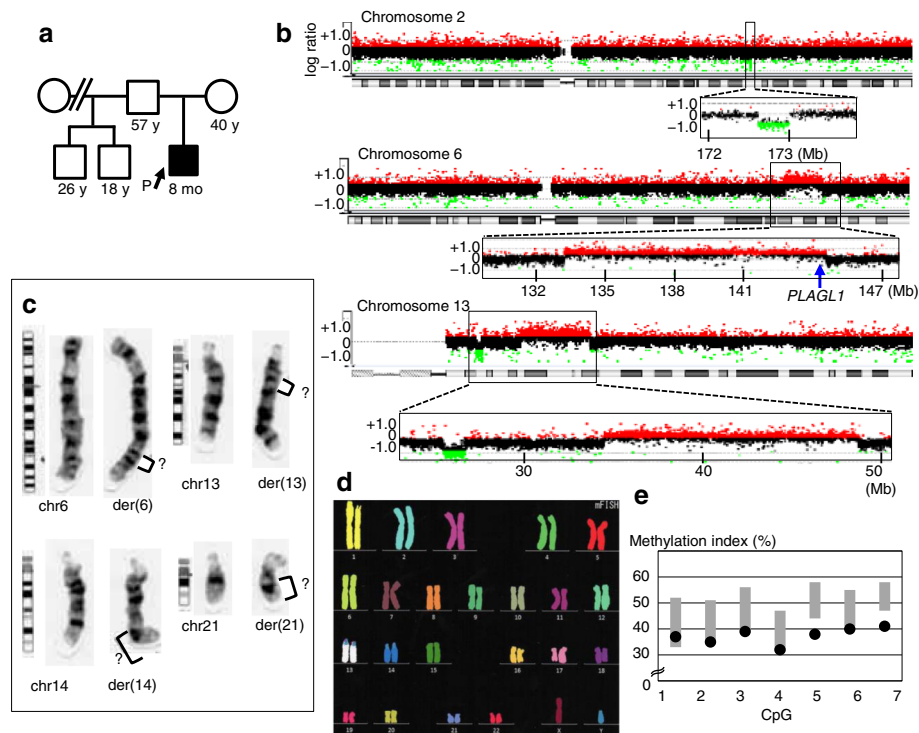 a
57 y
40 y
26 y
18 y
P
8 mo
b
log ratio
Chromosome 2
+1.0
0
−1.0
+1.0
0
−1.0
172
173 (Mb)
Chromosome 6
+1.0
0
−1.0
+1.0
0
−1.0
132
135
138
141
147 (Mb)
PLAGL1
Chromosome 13
+1.0
0
−1.0
+1.0
0
−1.0
30
40
50
(Mb)
c
?
?
chr6
der(6)
chr13
der(13)
?
?
chr14
der(14)
chr21
der(21)
d
mFISH
1 2 3 4 5
6 7 8 9 10 11 12
13 14 15 16 17 18
19 20 21 22 X Y
e
Methylation index (%)
60
50
40
30
0
1 2 3 4 5 6 7
CpG